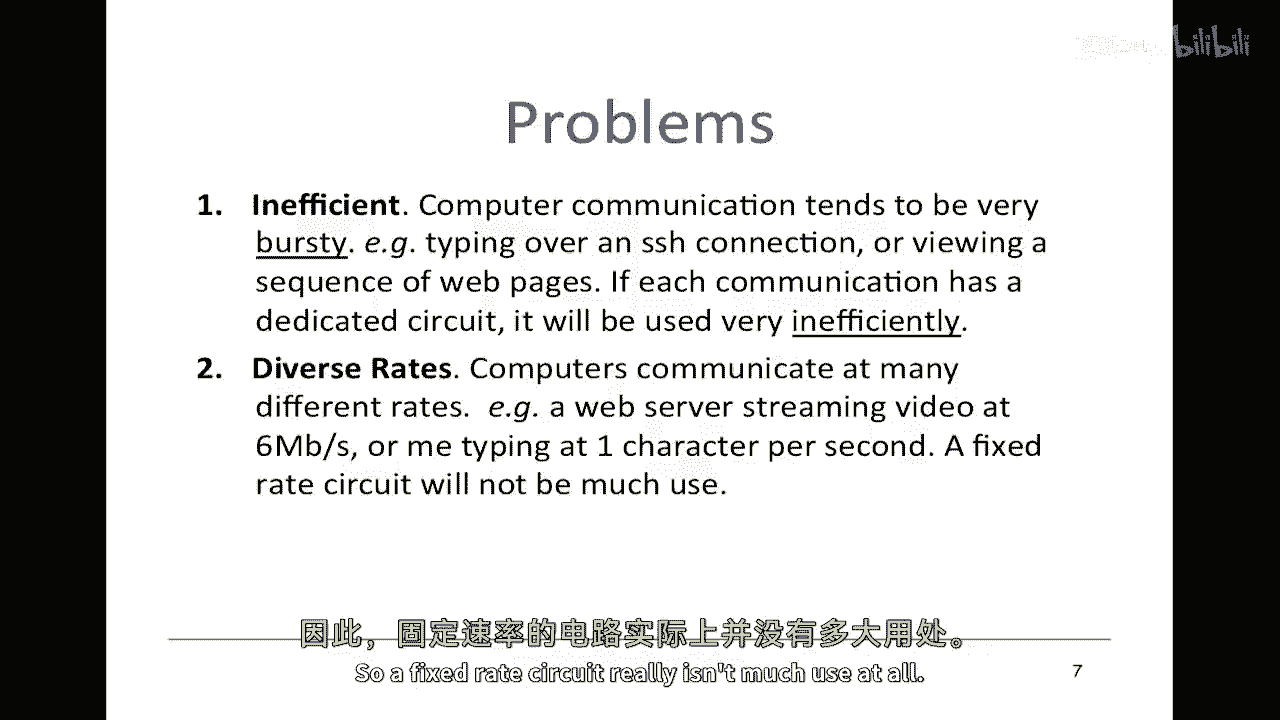 bilibili
Problems
1. Inefficient. Computer communication tends to be very
bursty. e.g. typing over an ssh connection, or viewing a
sequence of web pages. If each communication has a
dedicated circuit, it will be used very inefficiently.
2. Diverse Rates. Computers communicate at many
different rates. e.g. a web server streaming video at
6Mb/s, or me typing at 1 character per second. A fixed
rate circuit will not be much use.
因此，固定速率的电路实际上并没有多大用处。
So a fixed rate circuit really isn't much use at all.
7